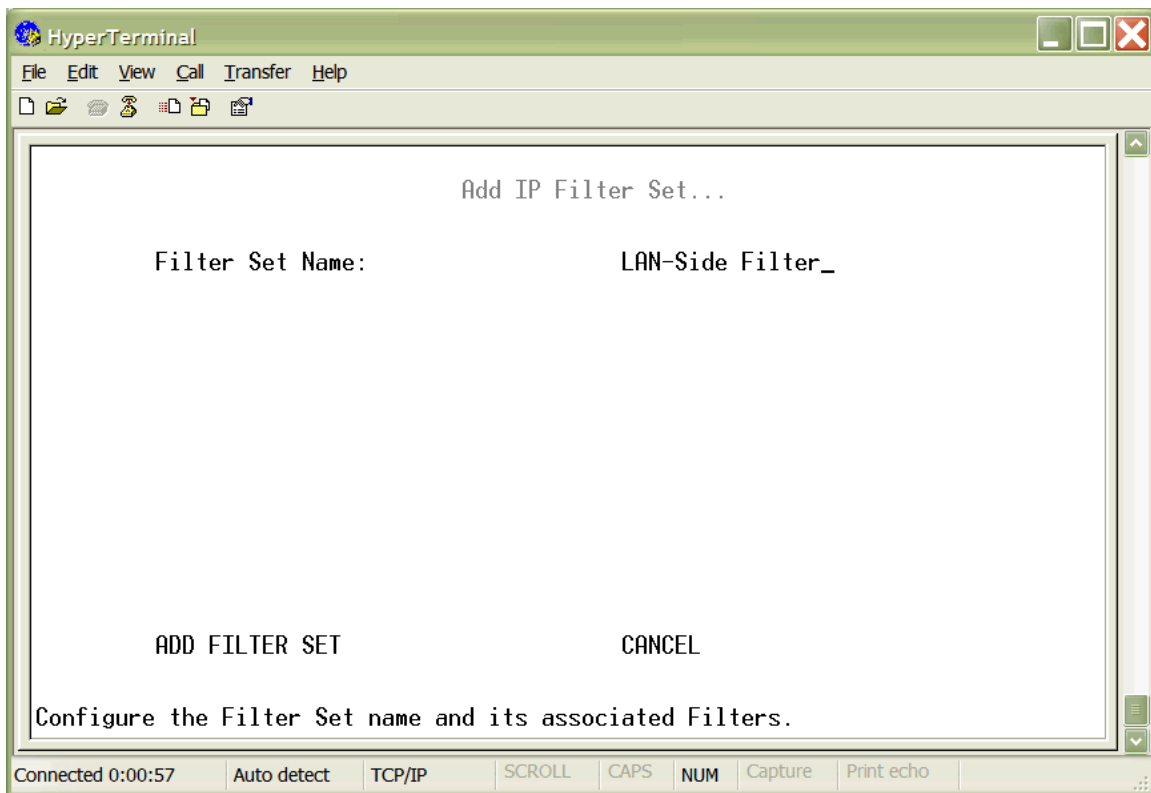 HyperTerminal
File Edit View Call Transfer Help
Add IP Filter Set...
Filter Set Name: LAN-Side Filter_
ADD FILTER SET CANCEL
Configure the Filter Set name and its associated Filters.
Connected 0:00:57 Auto detect TCP/IP SCROLL CAPS NUM Capture Print echo